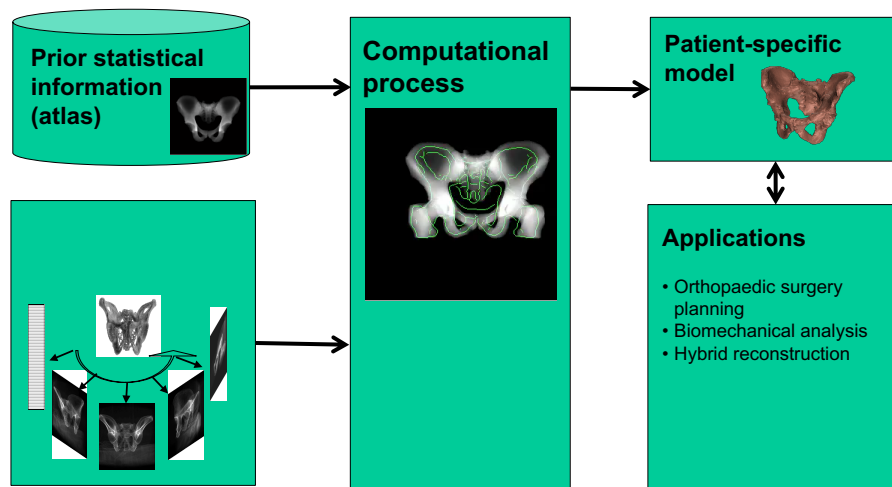 Prior statistical
information
(atlas)
Computational
process
Patient-specific
model
Applications
• Orthopaedic surgery
planning
• Biomechanical analysis
• Hybrid reconstruction